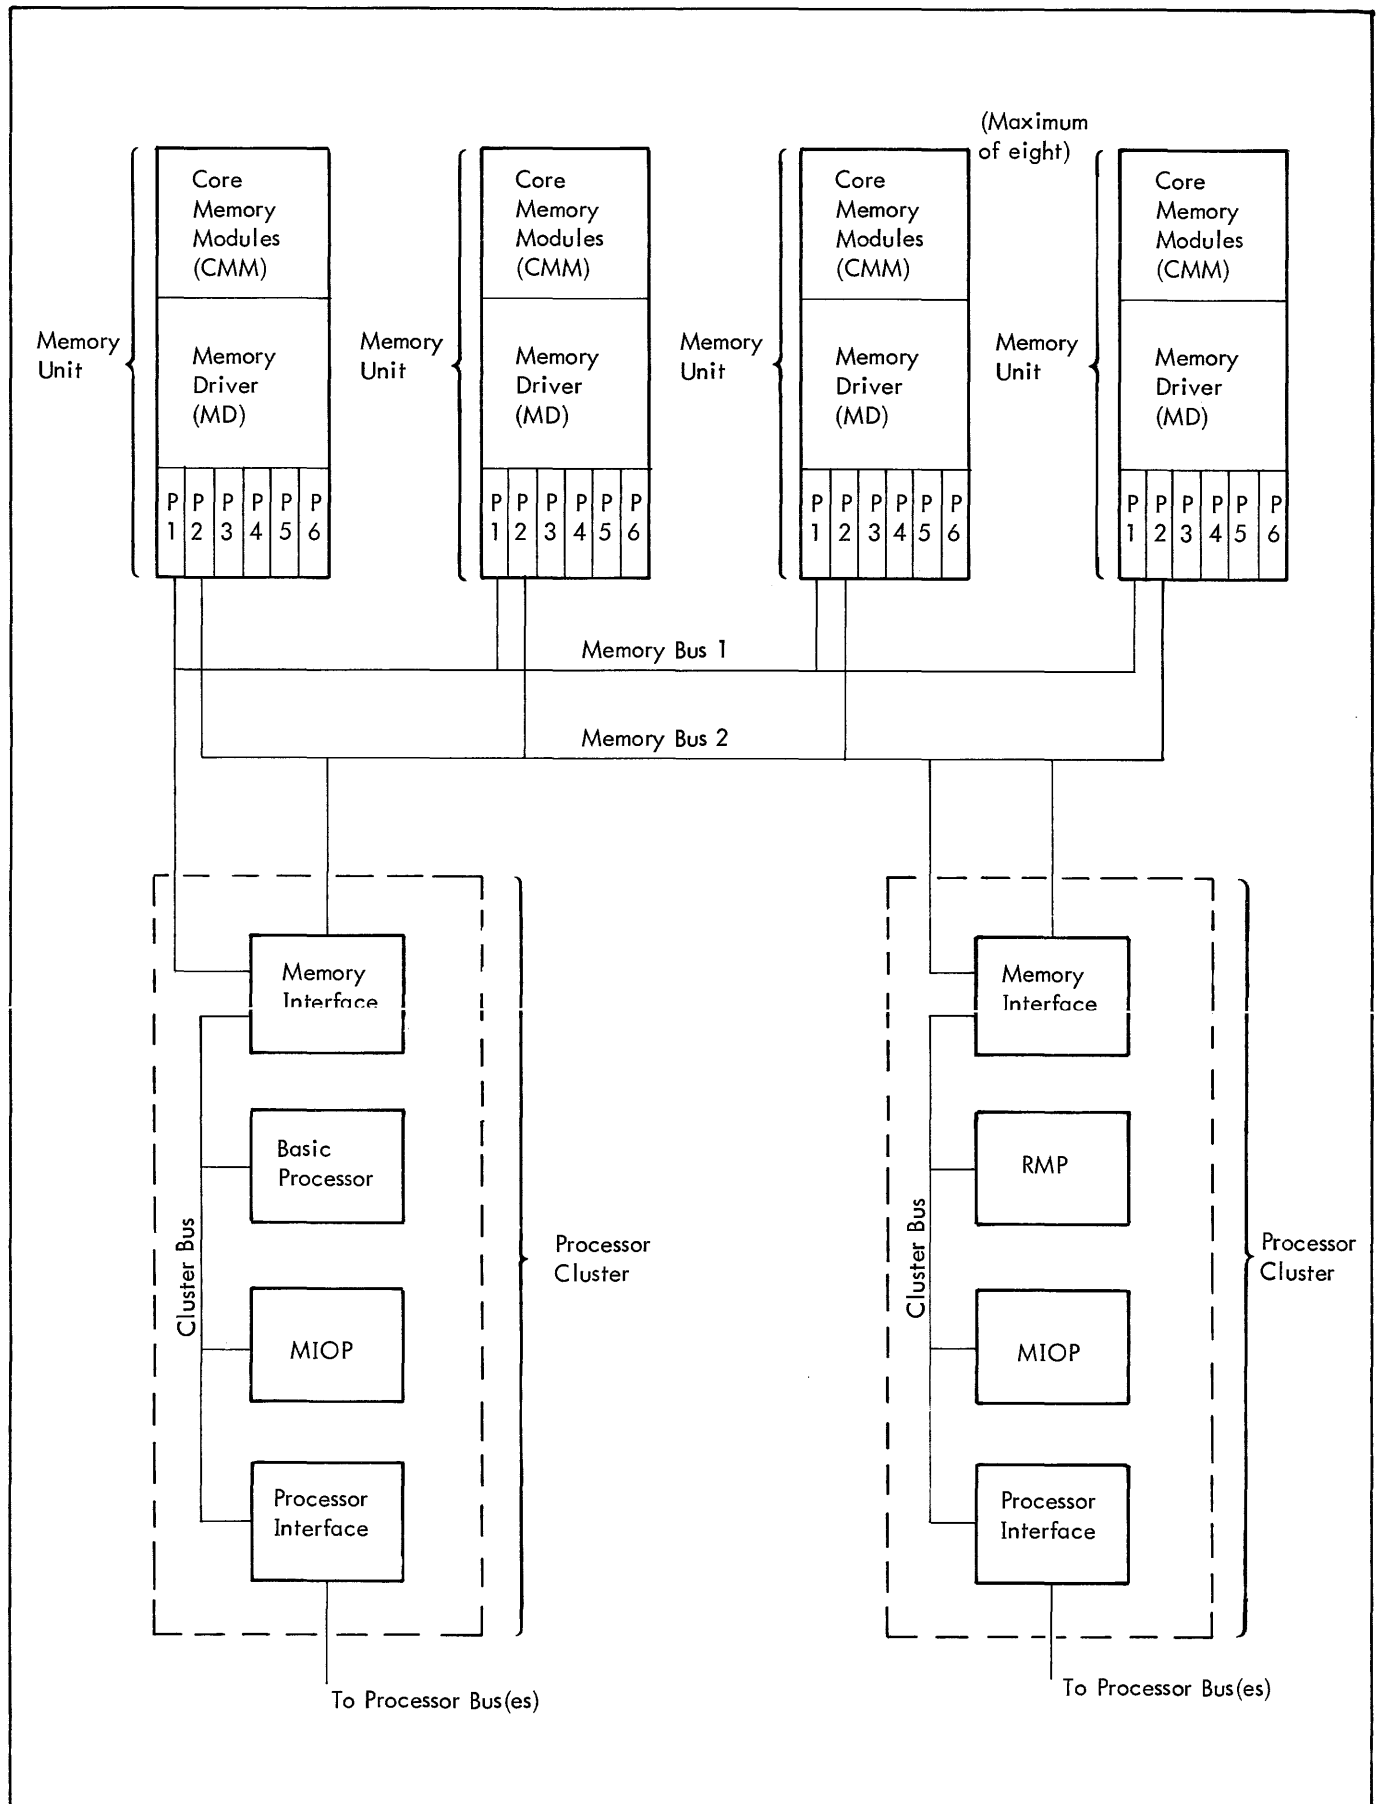 (Maximum
of eight)
Core
Memory
Modules
(CMM)
Core
Memory
Modules
(CMM)
Core
Memory
Modules
(CMM)
Core
Memory
Modules
(CMM)
Memory
Unit
Memory
Unit
Memory
Unit
Memory
Unit
Memory
Driver
(MD)
Memory
Driver
(MD)
Memory
Driver
(MD)
Memory
Driver
(MD)
P P P P P P
1 2 3 4 5 6
P P P P P P
1 2 3 4 5 6
P P P P P P
1 2 3 4 5 6
P P P P P P
1 2 3 4 5 6
Memory Bus 1
Memory Bus 2
Memory
Interface
Basic
Processor
Cluster Bus
MIOP
Processor
Interface
Processor
Cluster
To Processor Bus(es)
Memory
Interface
RMP
Cluster Bus
MIOP
Processor
Interface
Processor
Cluster
To Processor Bus(es)